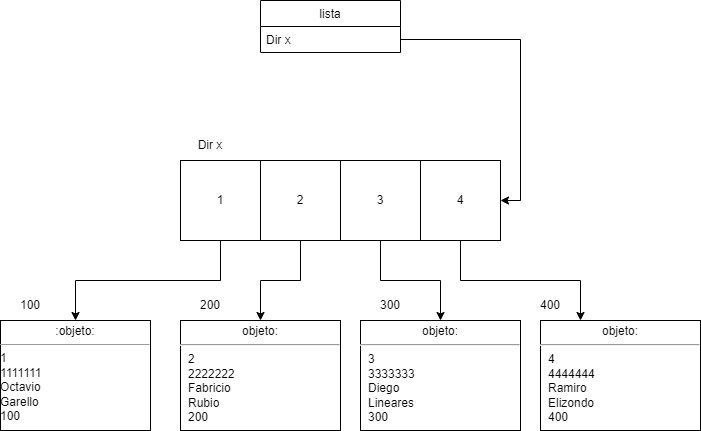 lista
Dir x
Dir x
1
2
3
4
100
200
300
400
:objeto:
1
1111111
Octavio
Garello
100
objeto:
2
2222222
Fabricio
Rubio
200
objeto:
3
3333333
Diego
Lineares
300
objeto:
4
4444444
Ramiro
Elizondo
400